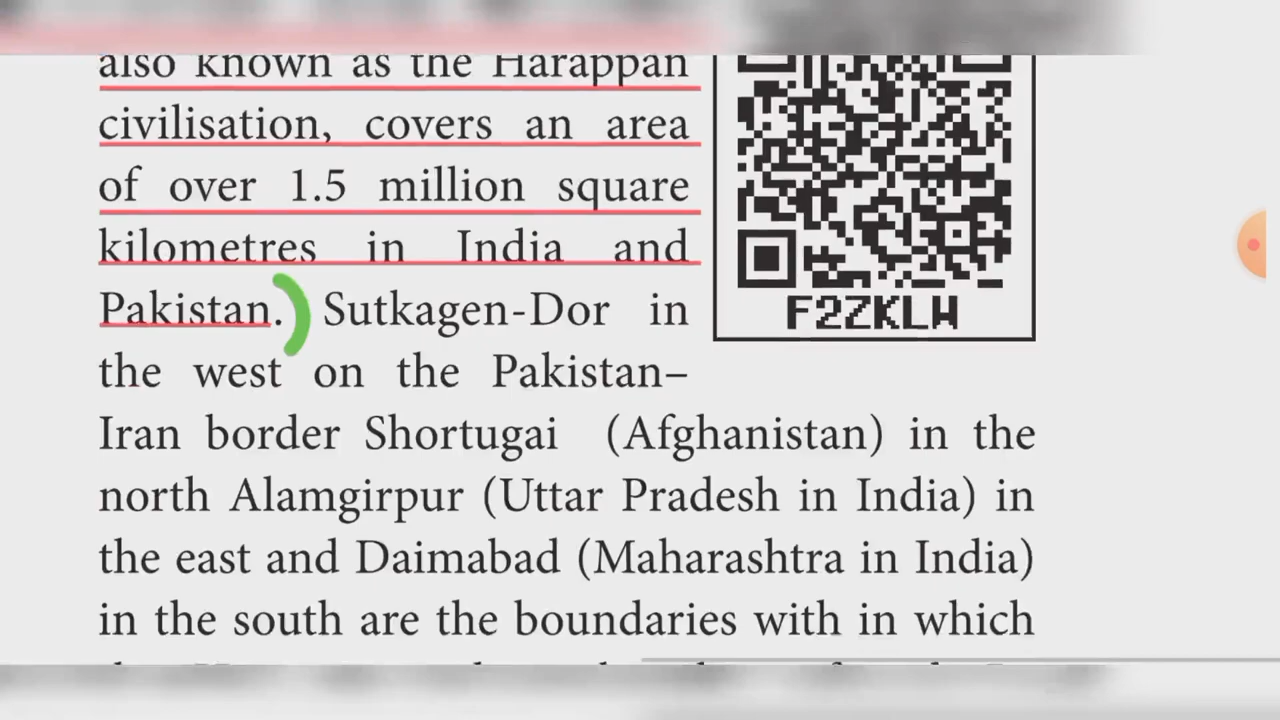 also known as the Harappan
civilisation, covers an area
of over 1.5 million square
kilometres in India and
Pakistan. Sutkagen-Dor in
the west on the Pakistan–
Iran border Shortugai (Afghanistan) in the
north Alamgirpur (Uttar Pradesh in India) in
the east and Daimabad (Maharashtra in India)
in the south are the boundaries with in which
F2ZKLW